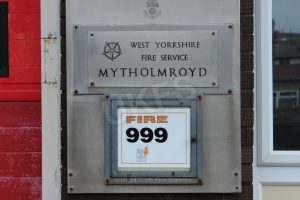 WEST YORKSHIRE
FIRE SERVICE
MYTHOLMROYD
FIRE
999